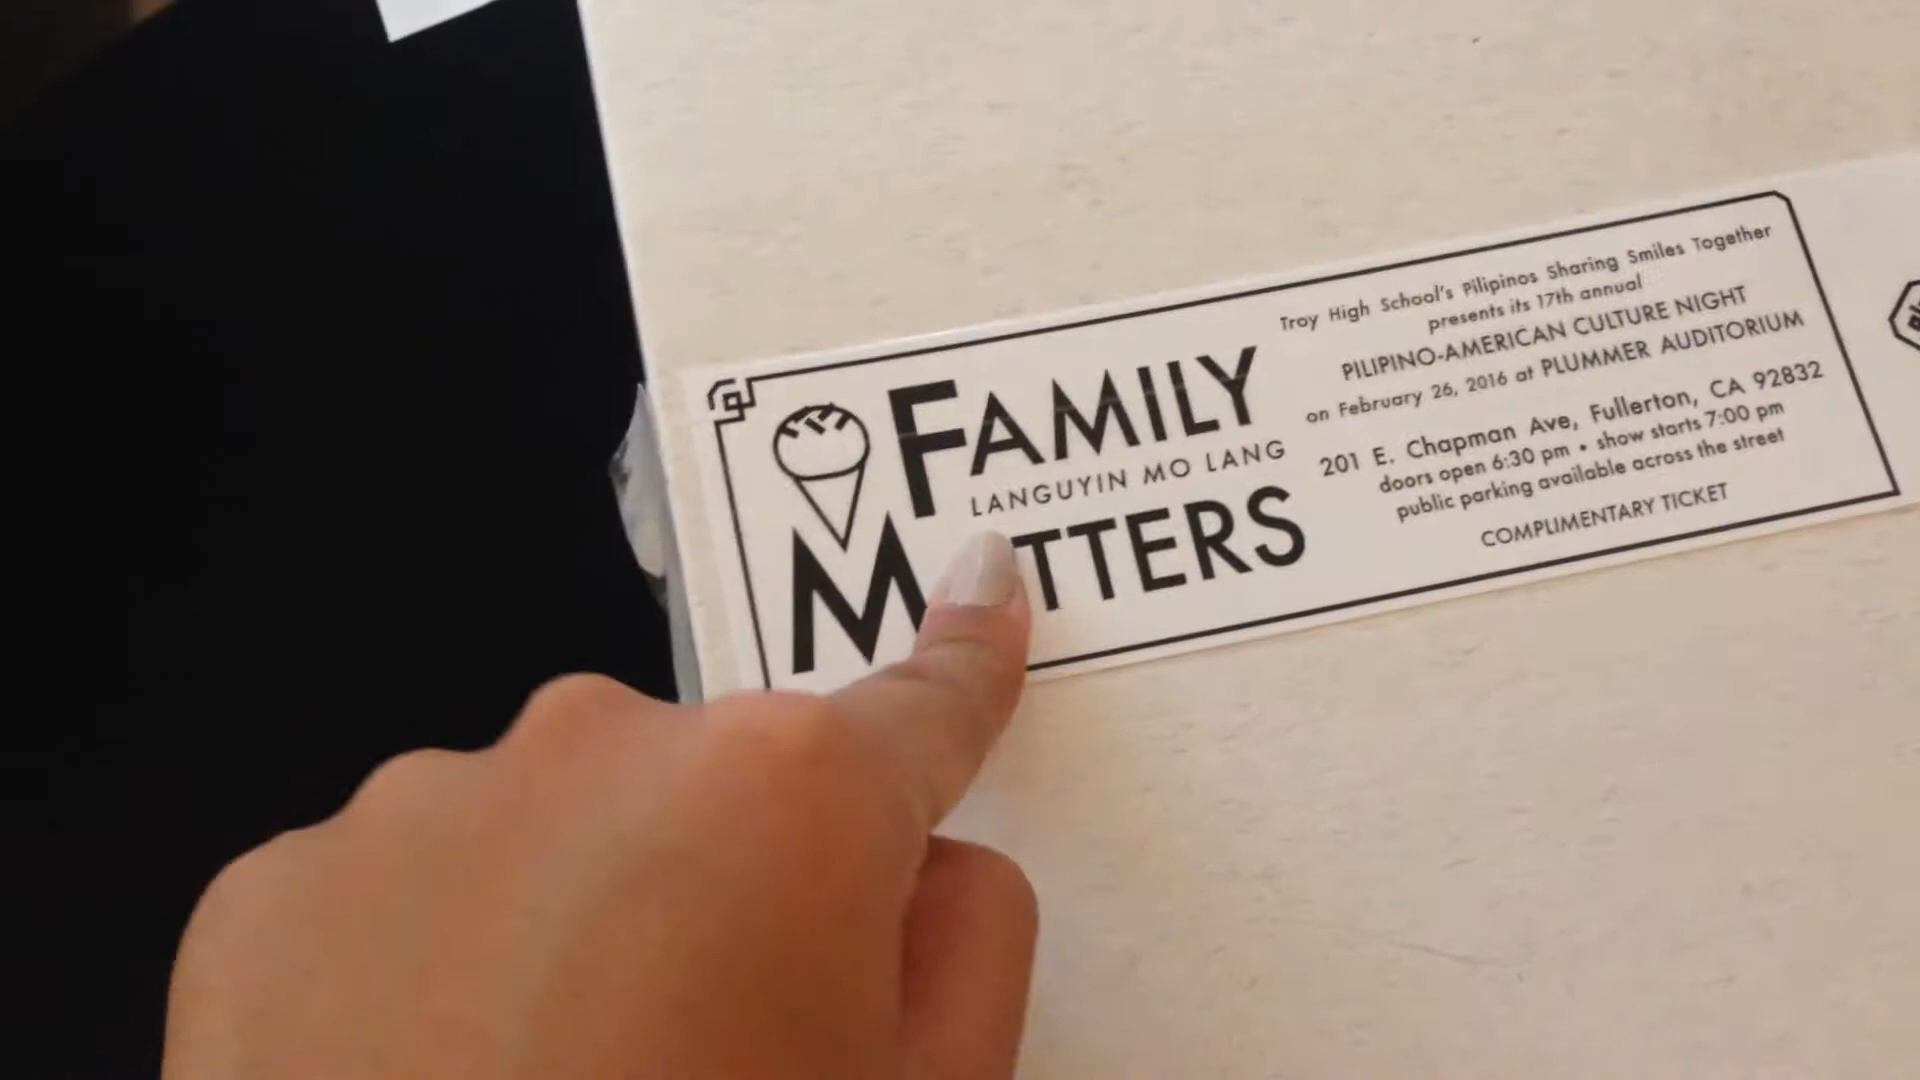 FAMILY
LANGUYIN MO LANG
MATTERS
Troy High School's Pilipinos Sharing Smiles Together
presents its 17th annual
PILIPINO-AMERICAN CULTURE NIGHT
on February 26, 2016 at PLUMMER AUDITORIUM
201 E. Chapman Ave, Fullerton, CA 92832
doors open 6:30 pm • show starts 7:00 pm
public parking available across the street
COMPLIMENTARY TICKET